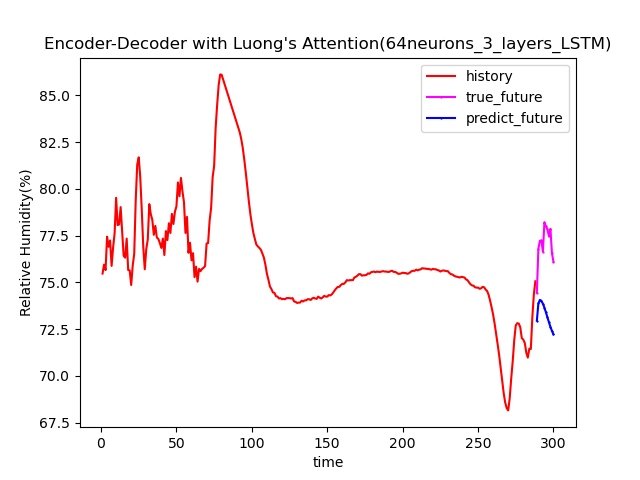 Encoder-Decoder with Luong's Attention(64neurons_3_layers_LSTM)
history
true_future
predict_future
Relative Humidity(%)
85.0
82.5
80.0
77.5
75.0
72.5
70.0
67.5
0 50 100 150 200 250 300
time